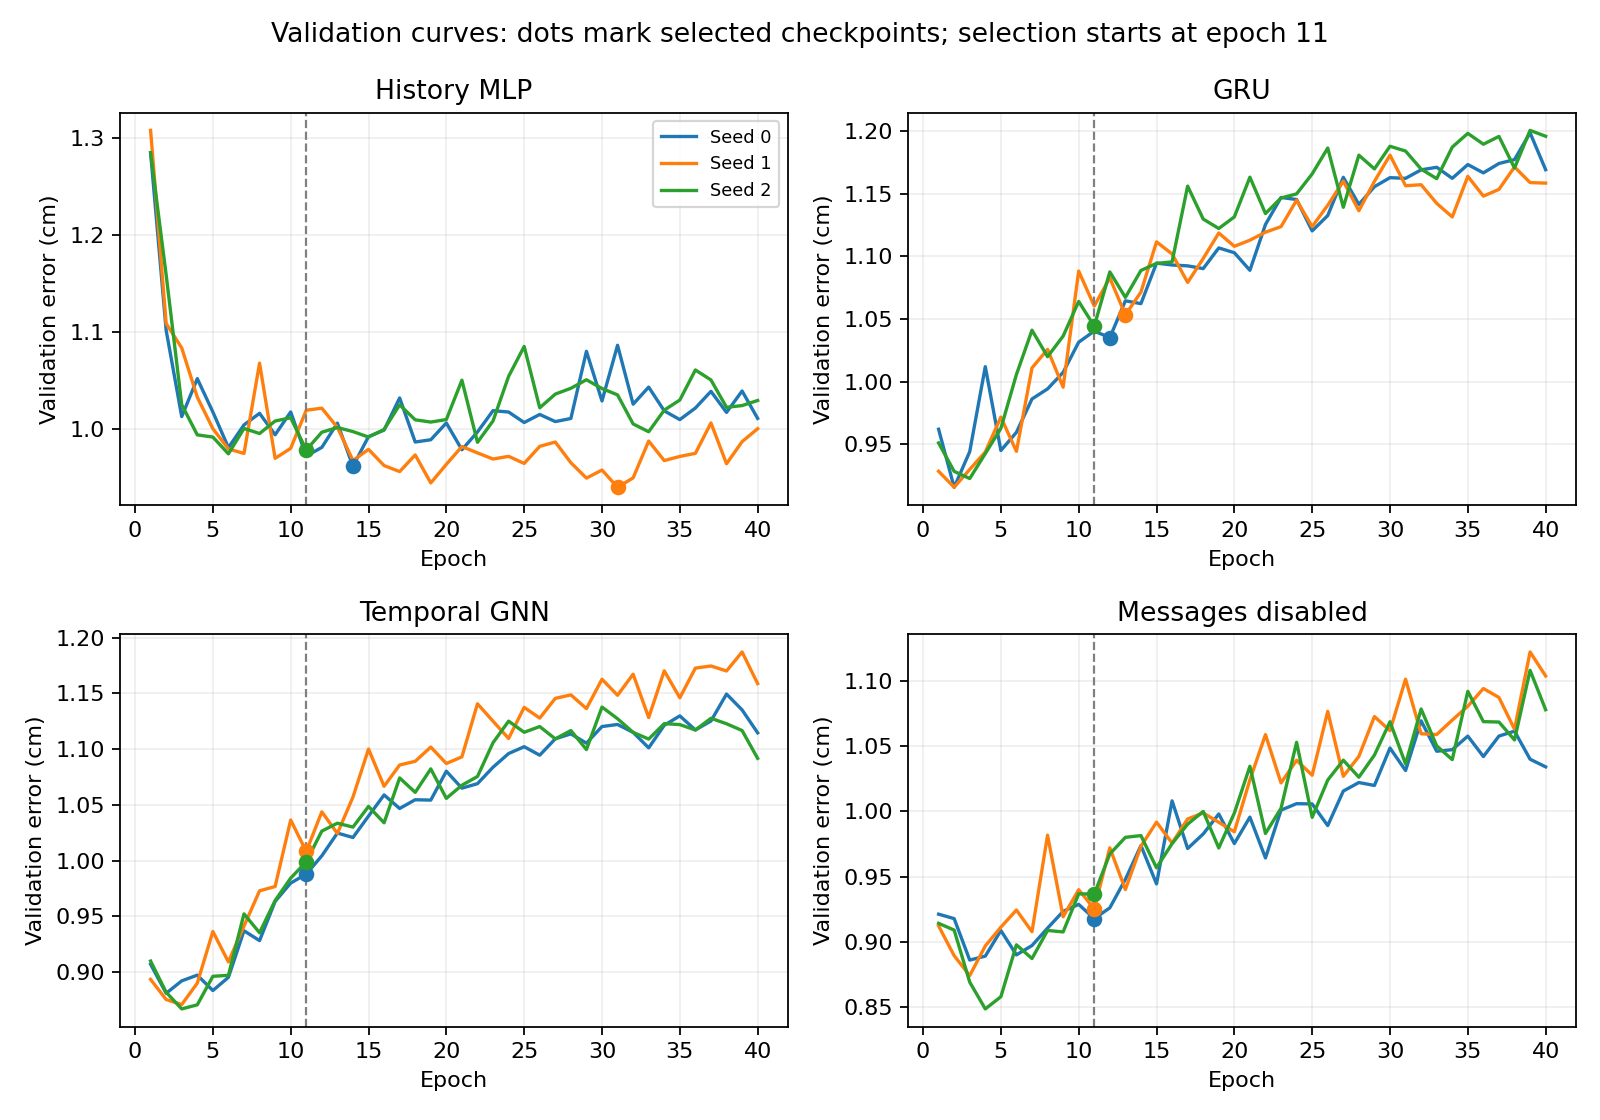 Validation curves: dots mark selected checkpoints; selection starts at epoch 11
History MLP
Validation error (cm)
1.3
1.2
1.1
1.0
Seed 0
Seed 1
Seed 2
0 5 10 15 20 25 30 35 40
Epoch
GRU
Validation error (cm)
1.20
1.15
1.10
1.05
1.00
0.95
0 5 10 15 20 25 30 35 40
Epoch
Temporal GNN
Validation error (cm)
1.20
1.15
1.10
1.05
1.00
0.95
0.90
0 5 10 15 20 25 30 35 40
Epoch
Messages disabled
Validation error (cm)
1.10
1.05
1.00
0.95
0.90
0.85
0 5 10 15 20 25 30 35 40
Epoch